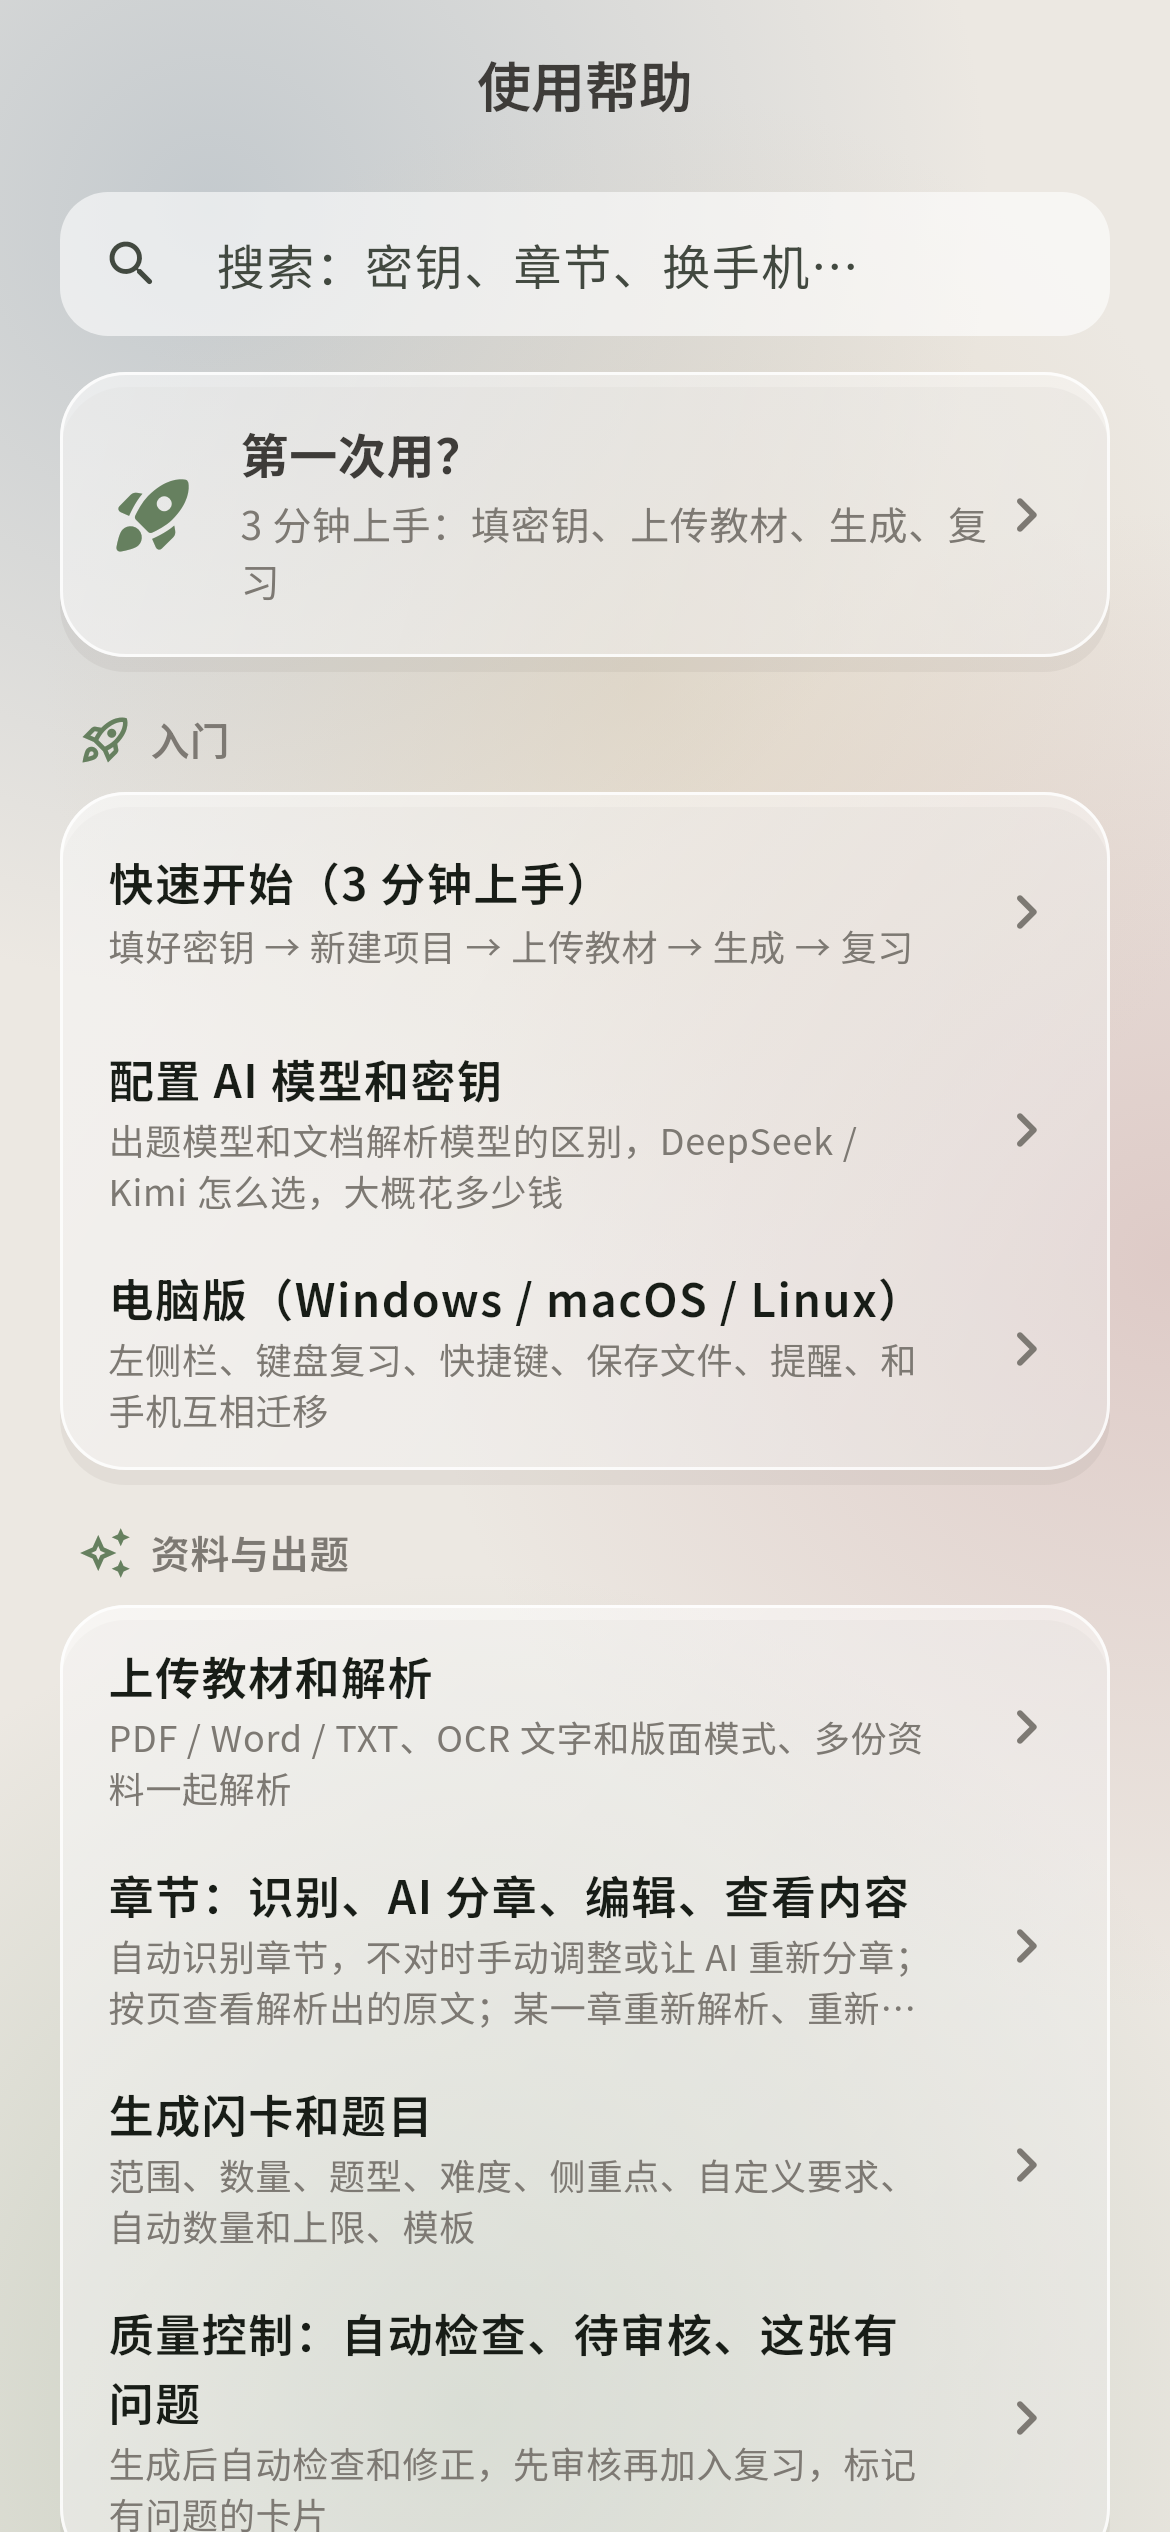 使用帮助
搜索：密钥、章节、换手机…
第一次用？
3 分钟上手：填密钥、上传教材、生成、复
习
入门
快速开始（3 分钟上手）
填好密钥 → 新建项目 → 上传教材 → 生成 → 复习
配置 AI 模型和密钥
出题模型和文档解析模型的区别，DeepSeek /
Kimi 怎么选，大概花多少钱
电脑版（Windows / macOS / Linux）
左侧栏、键盘复习、快捷键、保存文件、提醒、和
手机互相迁移
资料与出题
上传教材和解析
PDF / Word / TXT、OCR 文字和版面模式、多份资
料一起解析
章节：识别、AI 分章、编辑、查看内容
自动识别章节，不对时手动调整或让 AI 重新分章；
按页查看解析出的原文；某一章重新解析、重新…
生成闪卡和题目
范围、数量、题型、难度、侧重点、自定义要求、
自动数量和上限、模板
质量控制：自动检查、待审核、这张有
问题
生成后自动检查和修正，先审核再加入复习，标记
有问题的卡片